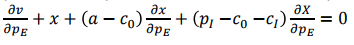 ∂v/∂p_E + x + (a − c_0) ∂x/∂p_E + (p_I − c_0 − c_I) ∂X/∂p_E = 0